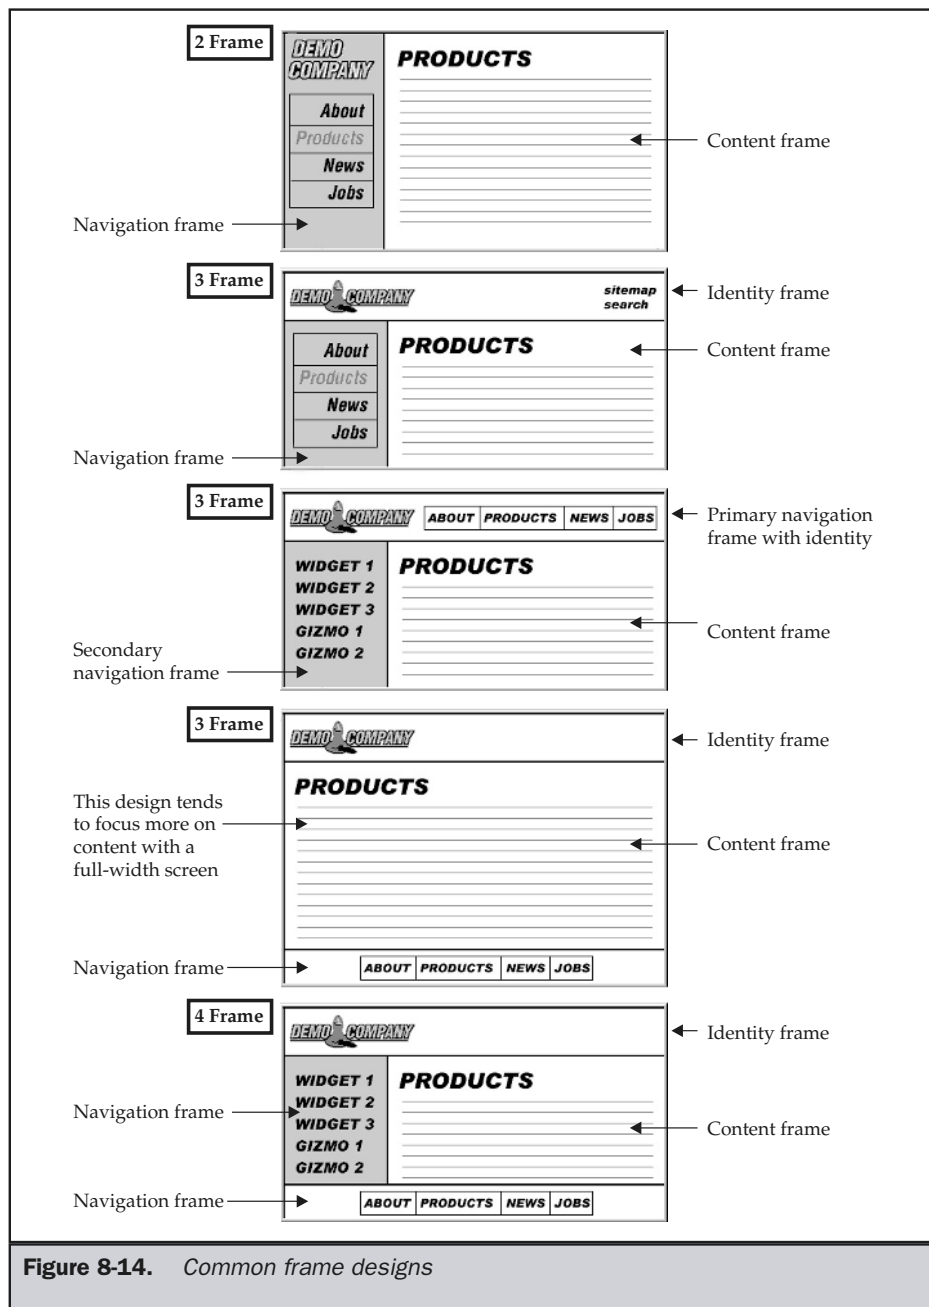 2 Frame
DEMO
COMPANY
PRODUCTS
About
Products
News
Jobs
Content frame
Navigation frame
3 Frame
DEMO COMPANY
sitemap
search
Identity frame
About
Products
News
Jobs
PRODUCTS
Content frame
Navigation frame
3 Frame
DEMO COMPANY
ABOUT PRODUCTS NEWS JOBS
Primary navigation
frame with identity
WIDGET 1
WIDGET 2
WIDGET 3
GIZMO 1
GIZMO 2
PRODUCTS
Content frame
Secondary
navigation frame
3 Frame
DEMO COMPANY
Identity frame
PRODUCTS
This design tends
to focus more on
content with a
full-width screen
Content frame
Navigation frame
ABOUT PRODUCTS NEWS JOBS
4 Frame
DEMO COMPANY
Identity frame
WIDGET 1
WIDGET 2
WIDGET 3
GIZMO 1
GIZMO 2
PRODUCTS
Navigation frame
Content frame
Navigation frame
ABOUT PRODUCTS NEWS JOBS
Figure 8-14. Common frame designs